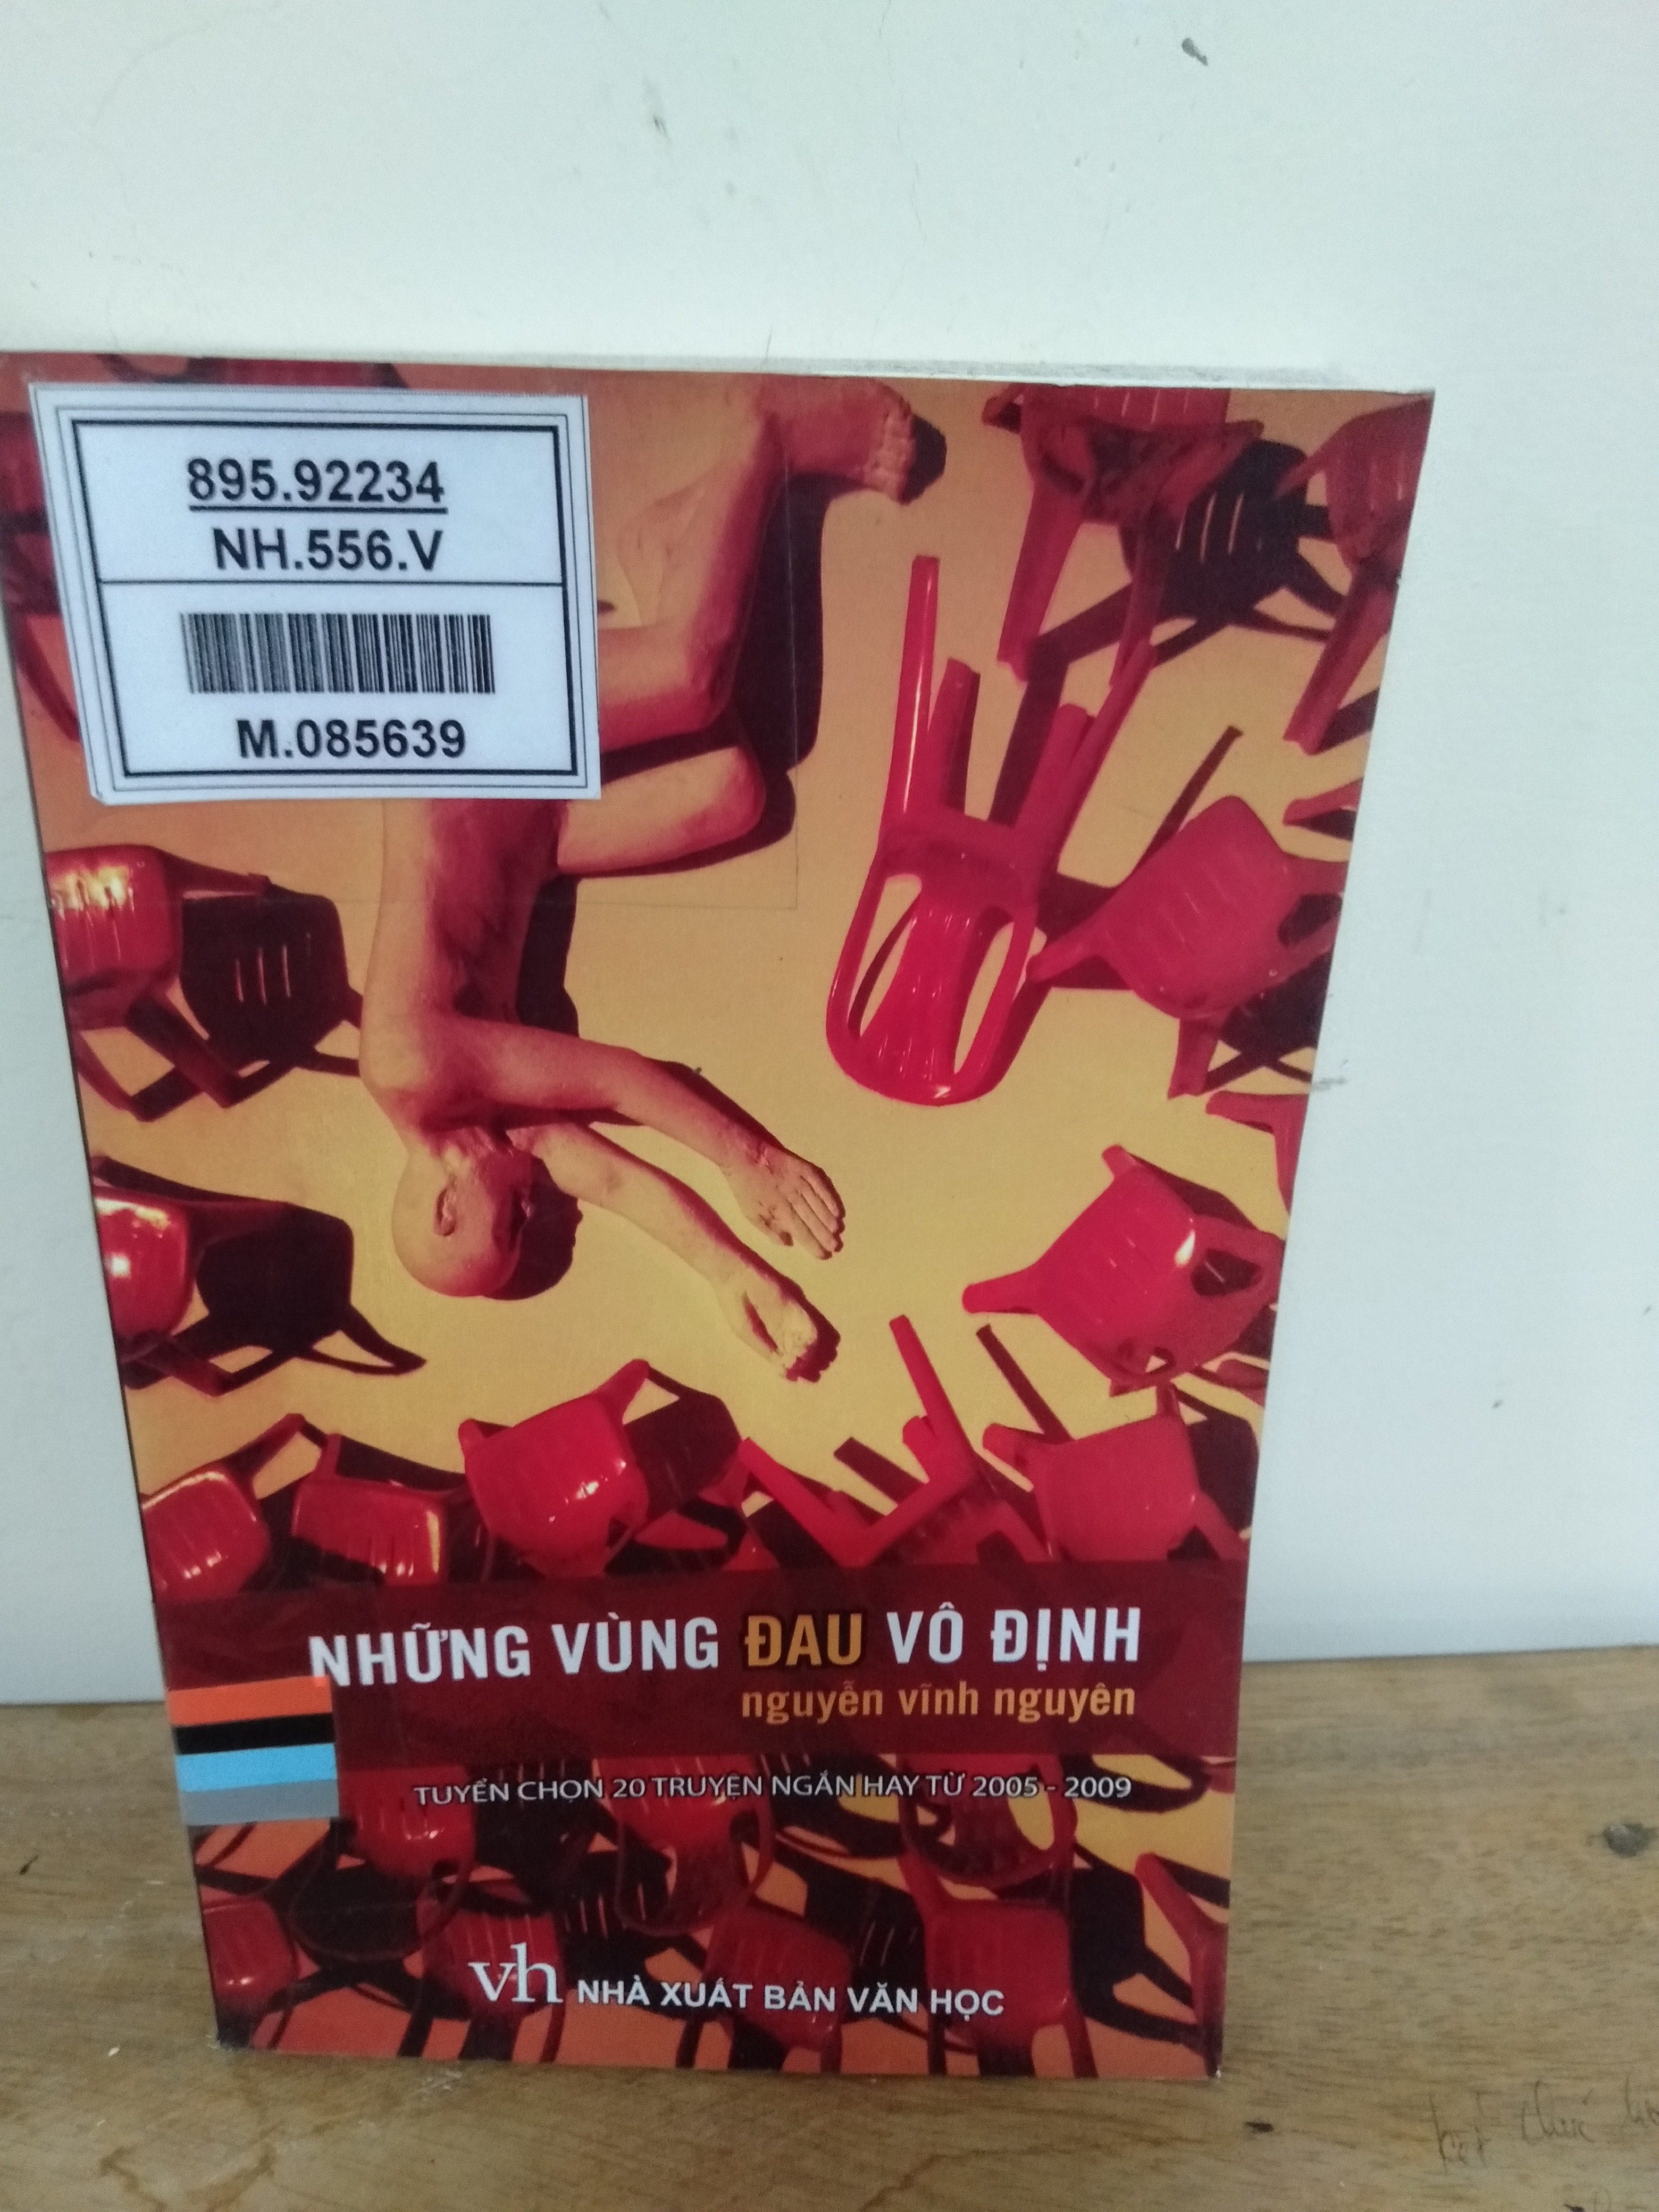 895.92234
NH.556.V
M.085639
NHỮNG VÙNG ĐAU VÔ ĐỊNH
nguyễn vĩnh nguyên
TUYỂN CHỌN 20 TRUYỆN NGẮN HAY TỪ 2005 - 2009
vh NHÀ XUẤT BẢN VĂN HỌC